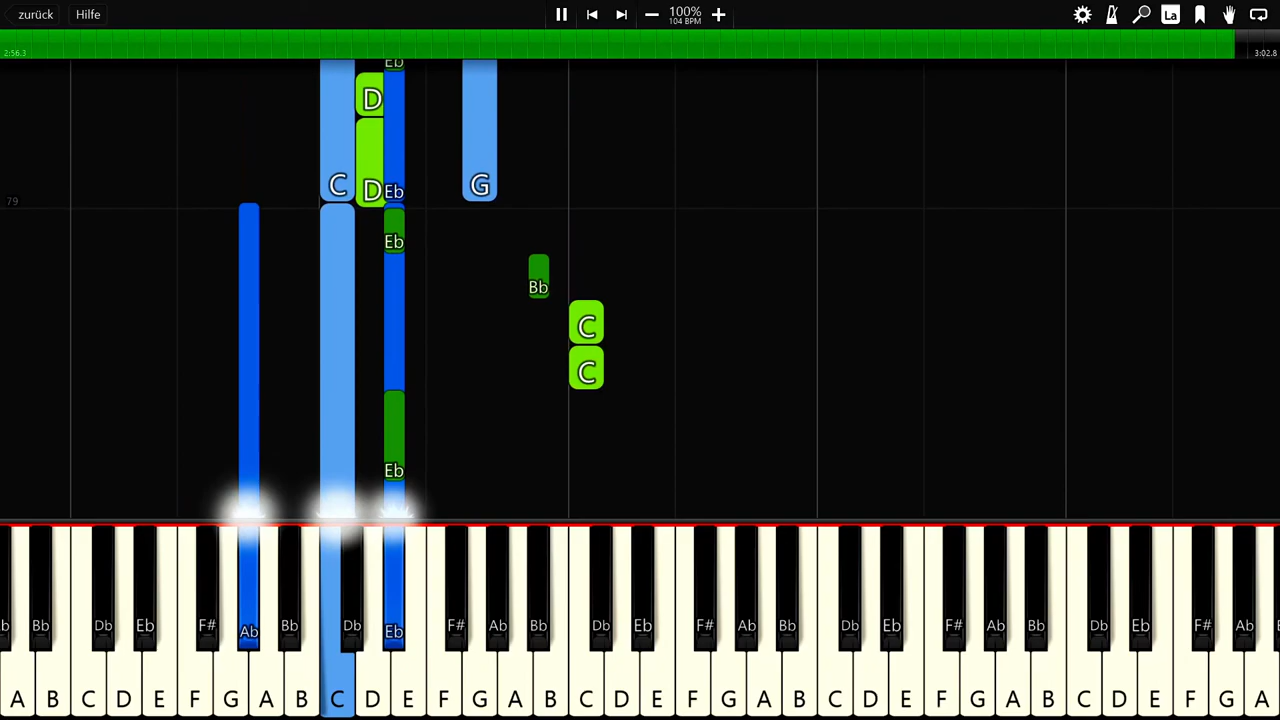 zurück Hilfe 100% La
104 BPM
2:56.3 3:02.8
Eb
D
C D Eb G
79
Eb
Bb
C
C
Eb
b Bb Db Eb F# Ab Bb Db Eb F# Ab Bb Db Eb F# Ab Bb Db Eb F# Ab Bb Db Eb F# Ab
A B C D E F G A B C D E F G A B C D E F G A B C D E F G A B C D E F G A